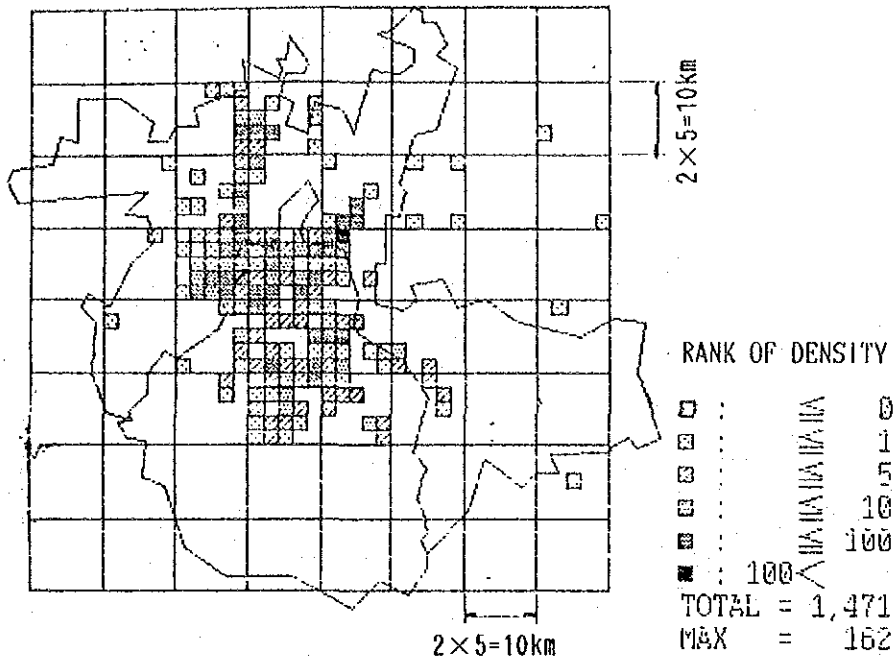 2×5=10km
RANK OF DENSITY
□ : ≦ 0
: ≦ 1
: ≦ 5
: ≦ 10
: ≦ 100
■ : 100<
TOTAL = 1,471
MAX = 162
2×5=10km